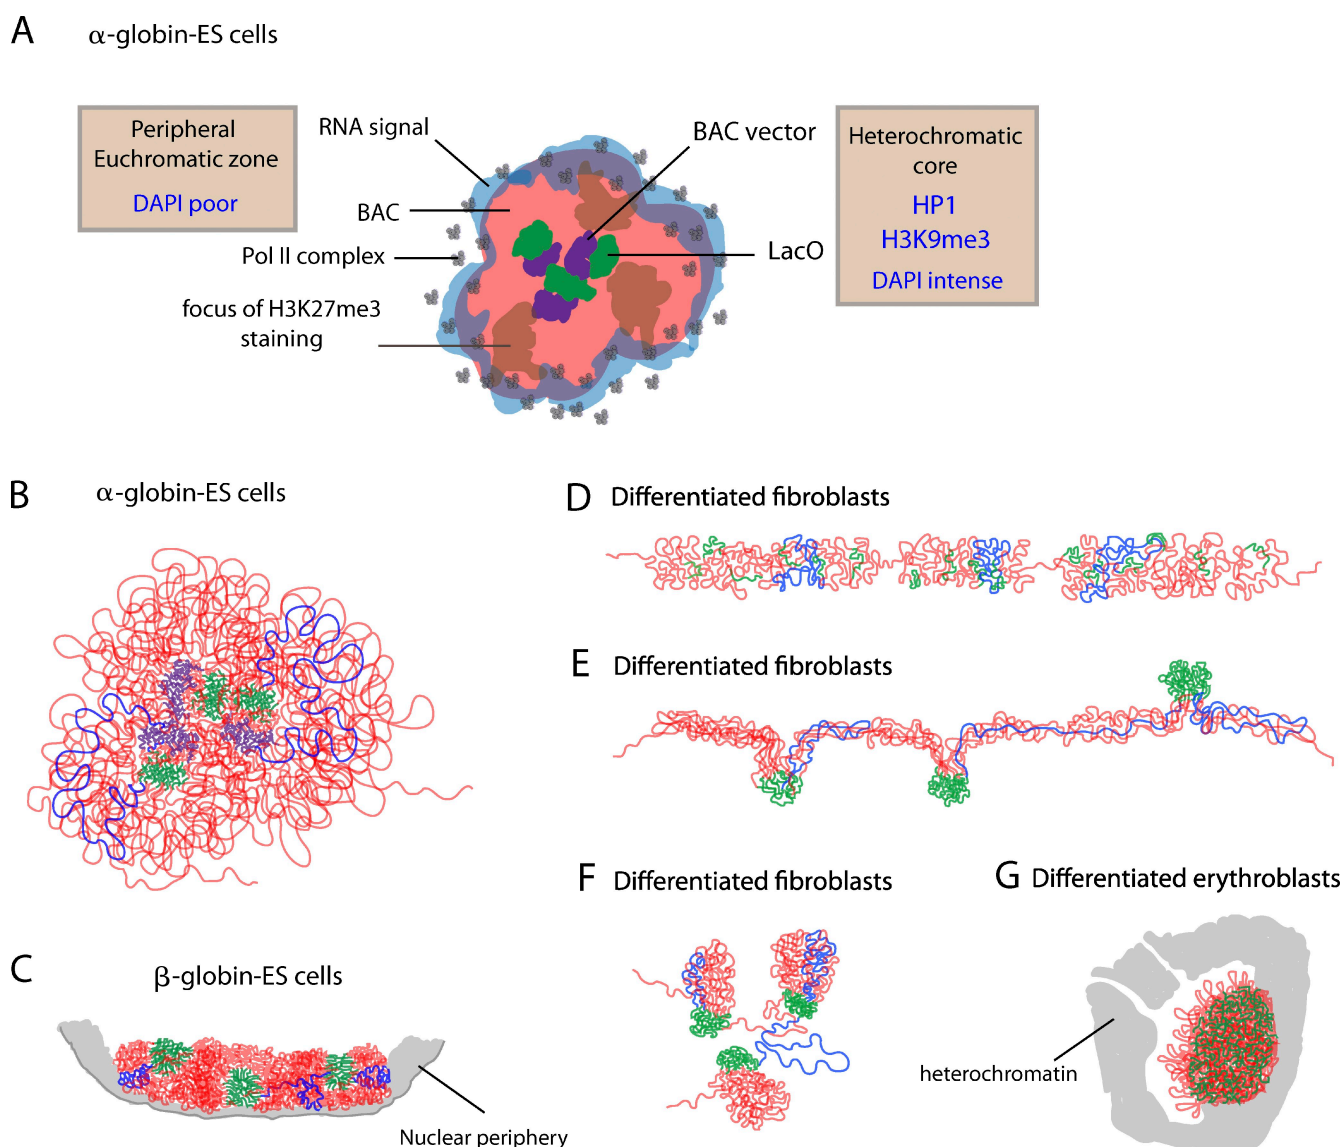 A
α-globin-ES cells
Peripheral
Euchromatic zone
DAPI poor
RNA signal
BAC
Pol II complex
focus of H3K27me3
staining
BAC vector
LacO
Heterochromatic
core
HP1
H3K9me3
DAPI intense
B
α-globin-ES cells
D Differentiated fibroblasts
E Differentiated fibroblasts
F Differentiated fibroblasts
G Differentiated erythroblasts
heterochromatin
C
β-globin-ES cells
Nuclear periphery